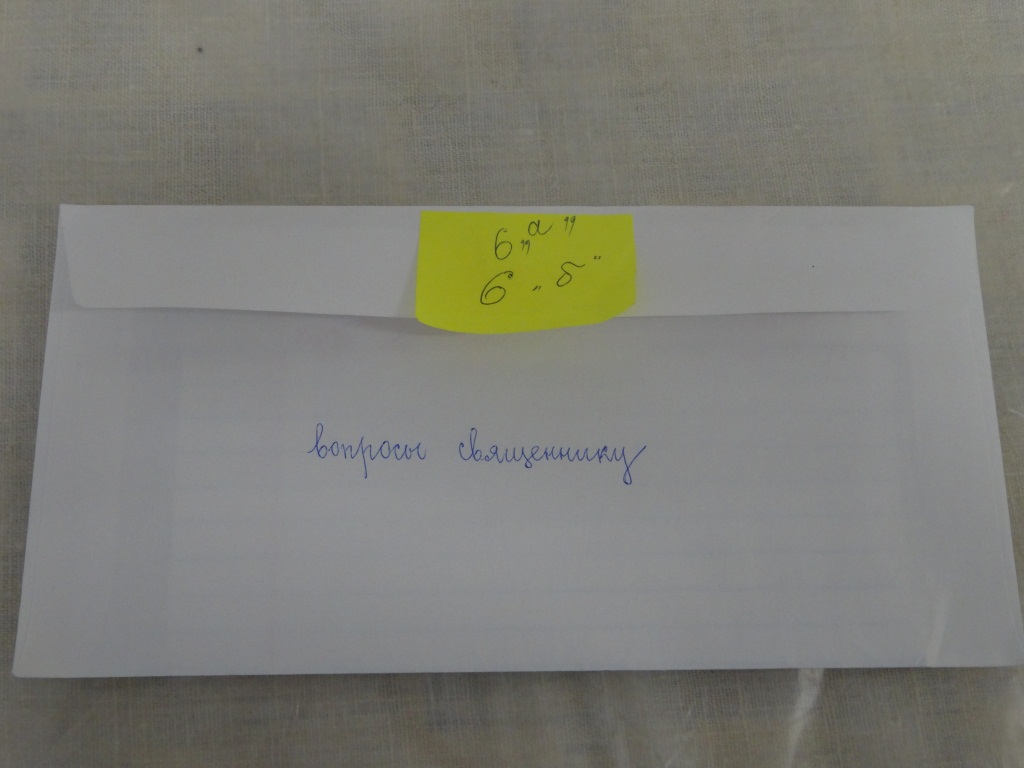 6 „а"
6 „б"
вопросы священнику